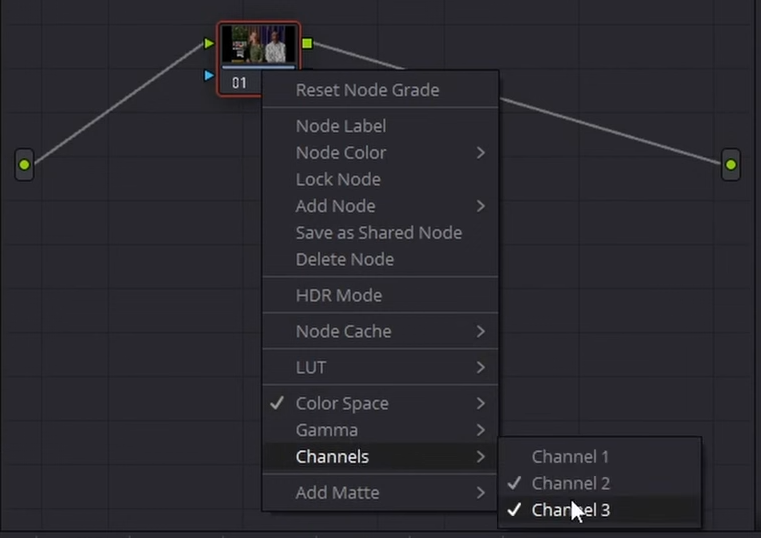 01
Reset Node Grade
Node Label
Node Color
Lock Node
Add Node
Save as Shared Node
Delete Node
HDR Mode
Node Cache
LUT
Color Space
Gamma
Channels
Add Matte
Channel 1
Channel 2
Channel 3